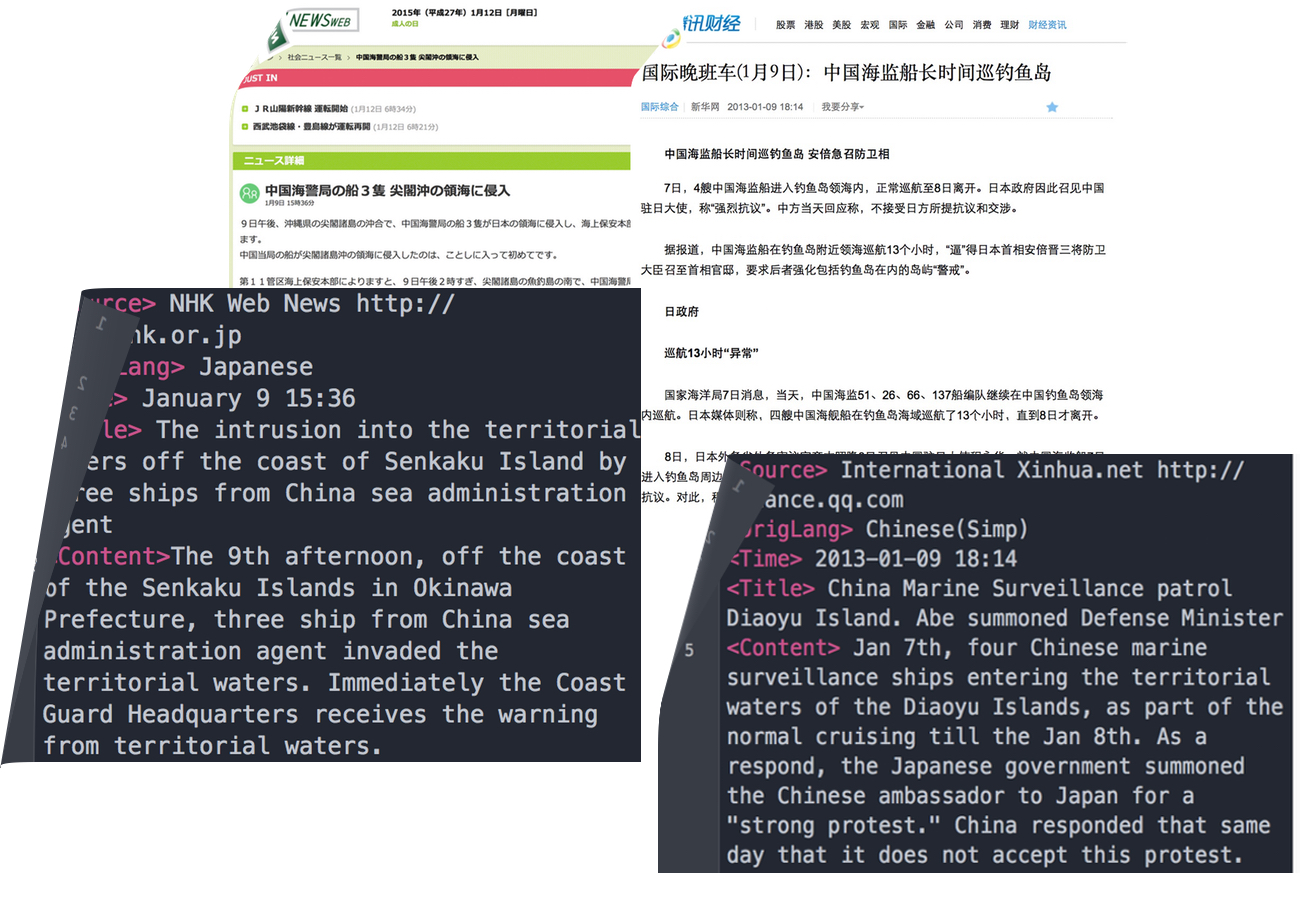 NEWSWEB
2015年（平成27年）1月12日［月曜日］
成人の日
› 社会ニュース一覧 › 中国海警局の船３隻 尖閣沖の領海に侵入
JUST IN
ＪＲ山陽新幹線 運転開始 (1月12日 6時34分)
西武池袋線・豊島線が運転再開 (1月12日 6時21分)
ニュース詳細
中国海警局の船３隻 尖閣沖の領海に侵入
1月9日 15時36分
９日午後、沖縄県の尖閣諸島の沖合で、中国海警局の船３隻が日本の領海に侵入し、海上保安本部
ます。
中国当局の船が尖閣諸島沖の領海に侵入したのは、ことしに入って初めてです。
第１１管区海上保安本部によりますと、９日午後２時すぎ、尖閣諸島の魚釣島の南で、中国海警局
urce> NHK Web News http://
nk.or.jp
Lang> Japanese
> January 9 15:36
le> The intrusion into the territorial
ers off the coast of Senkaku Island by
ree ships from China sea administration
gent
<Content>The 9th afternoon, off the coast
of the Senkaku Islands in Okinawa
Prefecture, three ship from China sea
administration agent invaded the
territorial waters. Immediately the Coast
Guard Headquarters receives the warning
from territorial waters.
1
2
3
4
讯财经 股票 港股 美股 宏观 国际 金融 公司 消费 理财 财经资讯
国际晚班车(1月9日)：中国海监船长时间巡钓鱼岛
国际综合 新华网 2013-01-09 18:14 我要分享
中国海监船长时间巡钓鱼岛 安倍急召防卫相
7日，4艘中国海监船进入钓鱼岛领海内，正常巡航至8日离开。日本政府因此召见中国
驻日大使，称“强烈抗议”。中方当天回应称，不接受日方所提抗议和交涉。
据报道，中国海监船在钓鱼岛附近领海巡航13个小时，“逼”得日本首相安倍晋三将防卫
大臣召至首相官邸，要求后者强化包括钓鱼岛在内的岛屿“警戒”。
日政府
巡航13小时“异常”
国家海洋局7日消息，当天，中国海监51、26、66、137船编队继续在中国钓鱼岛领海
内巡航。日本媒体则称，四艘中国海舰船在钓鱼岛海域巡航了13个小时，直到8日才离开。
8日，日本外
进入钓鱼岛周边
抗议。对此，
Source> International Xinhua.net http://
ance.qq.com
OrigLang> Chinese(Simp)
<Time> 2013-01-09 18:14
<Title> China Marine Surveillance patrol
Diaoyu Island. Abe summoned Defense Minister
<Content> Jan 7th, four Chinese marine
surveillance ships entering the territorial
waters of the Diaoyu Islands, as part of the
normal cruising till the Jan 8th. As a
respond, the Japanese government summoned
the Chinese ambassador to Japan for a
"strong protest." China responded that same
day that it does not accept this protest.
1
2
5